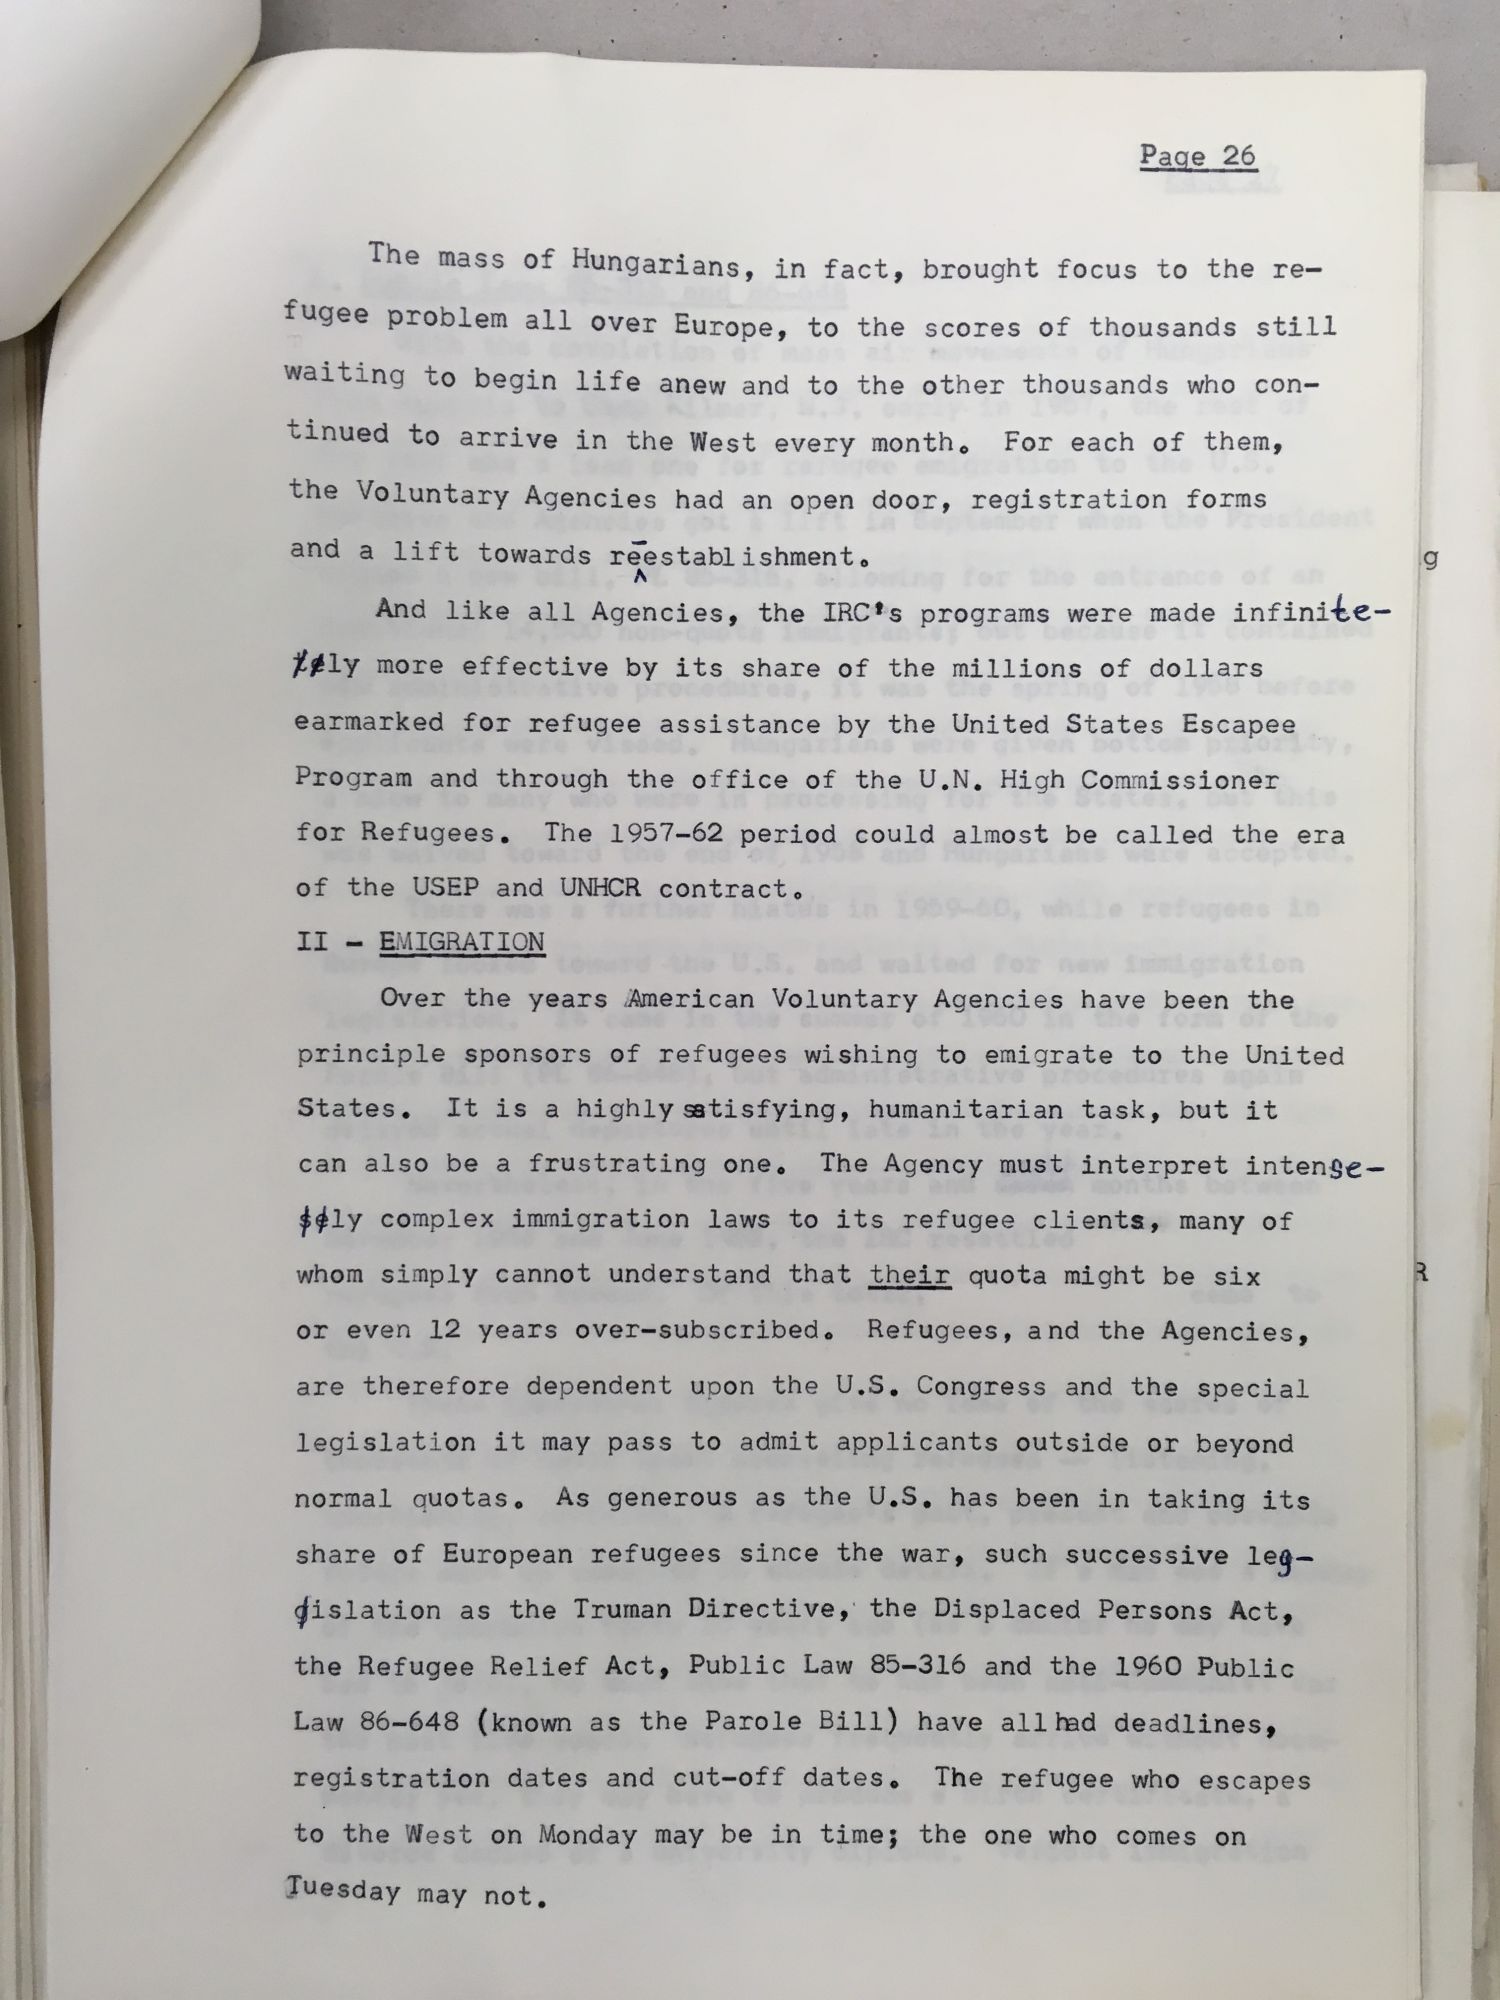 Page 26
The mass of Hungarians, in fact, brought focus to the re-
fugee problem all over Europe, to the scores of thousands still
waiting to begin life anew and to the other thousands who con-
tinued to arrive in the West every month.  For each of them,
the Voluntary Agencies had an open door, registration forms
and a lift towards re-establishment.
And like all Agencies, the IRC's programs were made infinite-
ly more effective by its share of the millions of dollars
earmarked for refugee assistance by the United States Escapee
Program and through the office of the U.N. High Commissioner
for Refugees.  The 1957-62 period could almost be called the era
of the USEP and UNHCR contract.
II - EMIGRATION
Over the years American Voluntary Agencies have been the
principle sponsors of refugees wishing to emigrate to the United
States.  It is a highly satisfying, humanitarian task, but it
can also be a frustrating one.  The Agency must interpret intense-
ly complex immigration laws to its refugee clients, many of
whom simply cannot understand that their quota might be six
or even 12 years over-subscribed.  Refugees, and the Agencies,
are therefore dependent upon the U.S. Congress and the special
legislation it may pass to admit applicants outside or beyond
normal quotas.  As generous as the U.S. has been in taking its
share of European refugees since the war, such successive leg-
islation as the Truman Directive, the Displaced Persons Act,
the Refugee Relief Act, Public Law 85-316 and the 1960 Public
Law 86-648 (known as the Parole Bill) have all had deadlines,
registration dates and cut-off dates.  The refugee who escapes
to the West on Monday may be in time; the one who comes on
Tuesday may not.
g
R